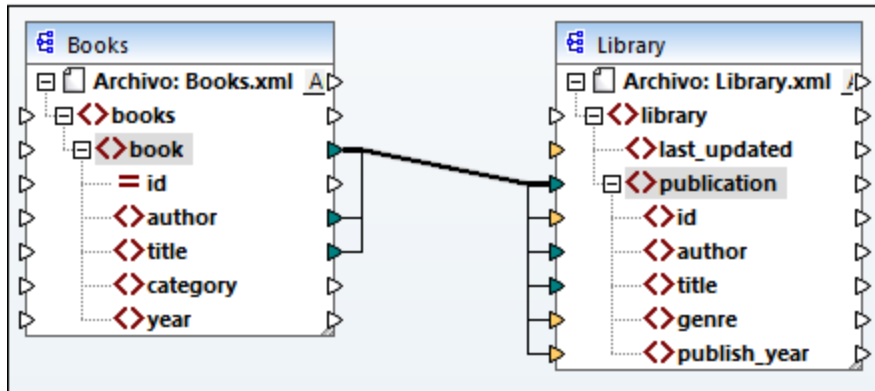 Books
Archivo: Books.xml A
books
book
id
author
title
category
year
Library
Archivo: Library.xml
library
last_updated
publication
id
author
title
genre
publish_year